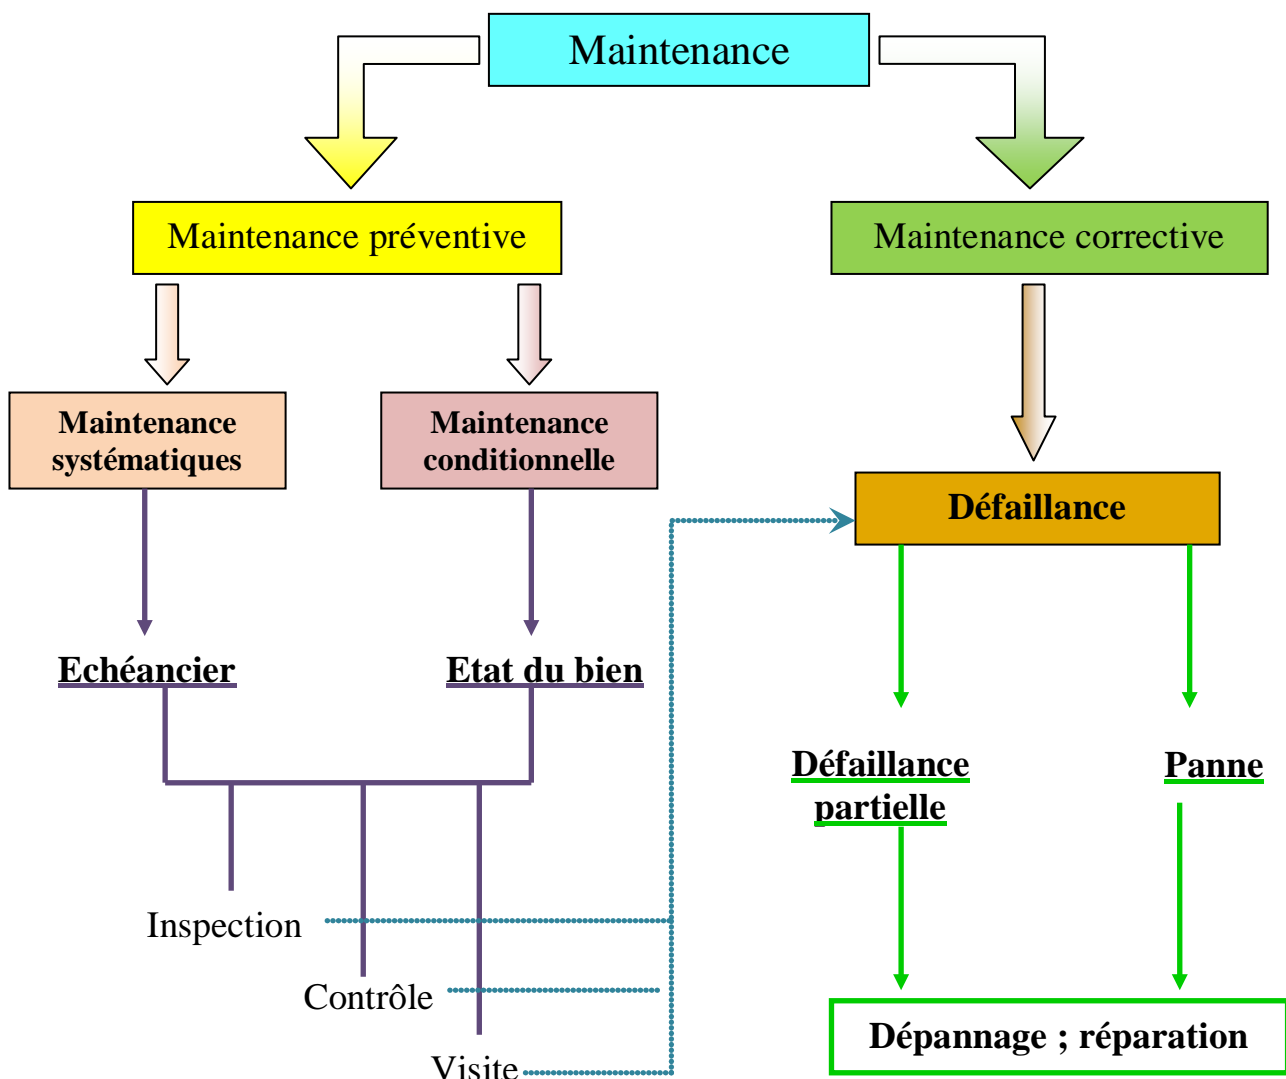 Maintenance
Maintenance préventive
Maintenance corrective
Maintenance
systématiques
Maintenance
conditionnelle
Défaillance
Echéancier
Etat du bien
Défaillance
partielle
Panne
Inspection
Contrôle
Visite
Dépannage ; réparation